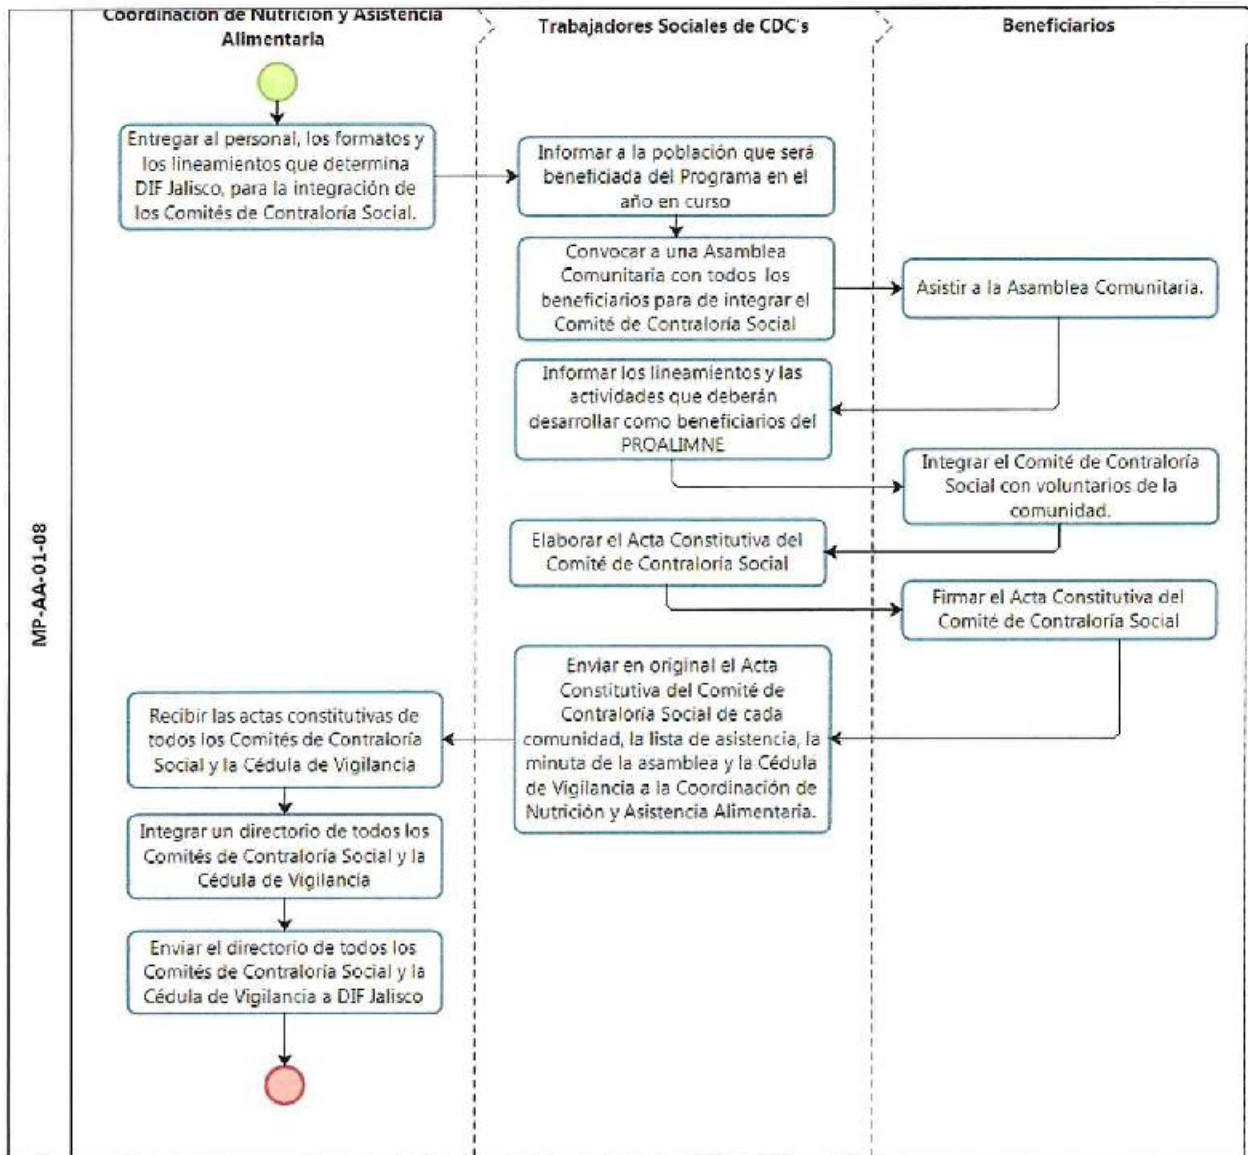 Coordinación de Nutrición y Asistencia
Alimentaria
Trabajadores Sociales de CDC's
Beneficiarios
MP-AA-01-08
Entregar al personal, los formatos y
los lineamientos que determina
DIF Jalisco, para la integración de
los Comités de Contraloría Social.
Informar a la población que será
beneficiada del Programa en el
año en curso
Convocar a una Asamblea
Comunitaria con todos los
beneficiarios para de integrar el
Comité de Contraloría Social
Asistir a la Asamblea Comunitaria.
Informar los lineamientos y las
actividades que deberán
desarrollar como beneficiarios del
PROALIMNE
Integrar el Comité de Contraloría
Social con voluntarios de la
comunidad.
Elaborar el Acta Constitutiva del
Comité de Contraloría Social
Firmar el Acta Constitutiva del
Comité de Contraloría Social
Enviar en original el Acta
Constitutiva del Comité de
Contraloría Social de cada
comunidad, la lista de asistencia, la
minuta de la asamblea y la Cédula
de Vigilancia a la Coordinación de
Nutrición y Asistencia Alimentaria.
Recibir las actas constitutivas de
todos los Comités de Contraloría
Social y la Cédula de Vigilancia
Integrar un directorio de todos los
Comités de Contraloría Social y la
Cédula de Vigilancia
Enviar el directorio de todos los
Comités de Contraloría Social y la
Cédula de Vigilancia a DIF Jalisco